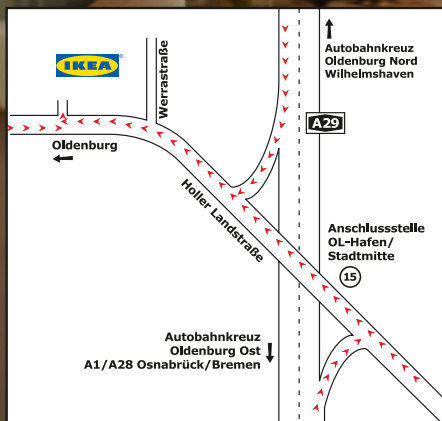 IKEA
Werrastraße
Autobahnkreuz
Oldenburg Nord
Wilhelmshaven
A29
Oldenburg
Holler Landstraße
Anschlussstelle
OL-Hafen/
Stadtmitte
15
Autobahnkreuz
Oldenburg Ost
A1/A28 Osnabrück/Bremen